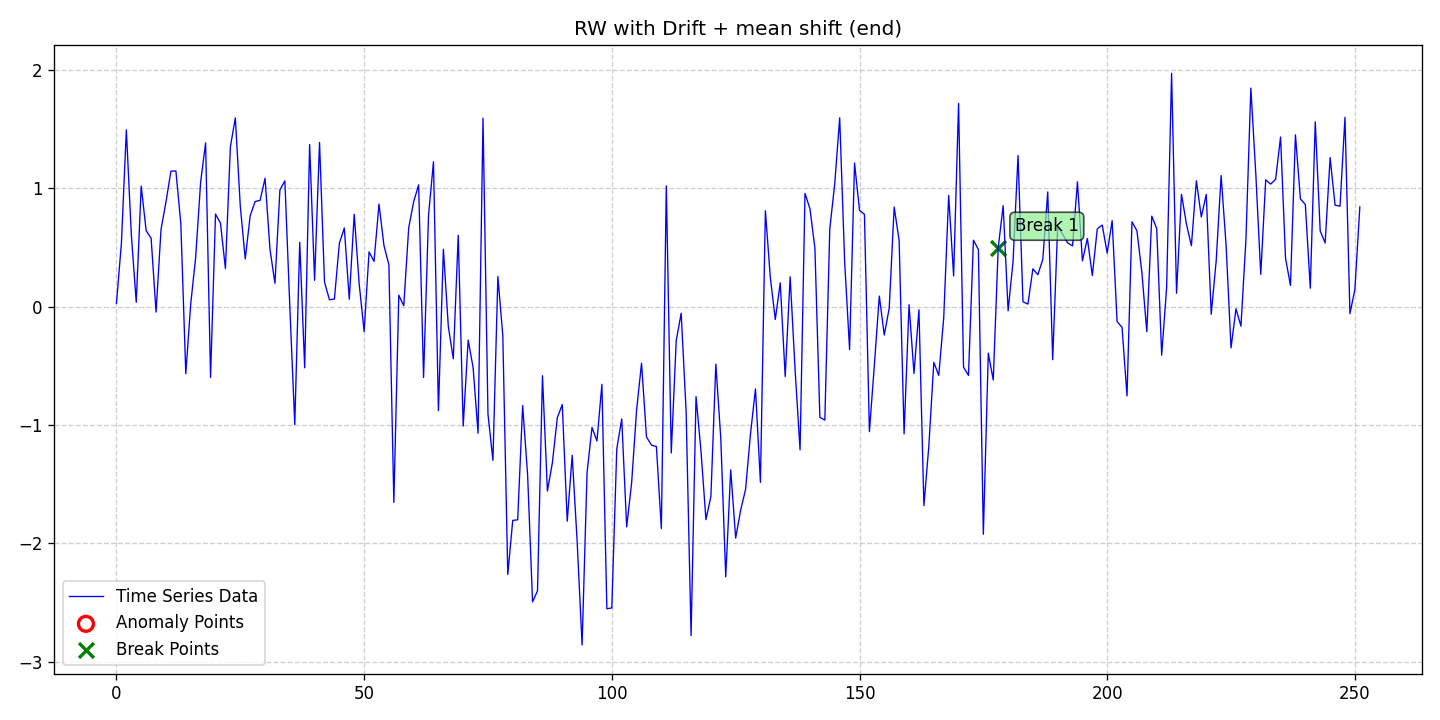 RW with Drift + mean shift (end)
2
1
0
−1
−2
−3
Break 1
Time Series Data
Anomaly Points
Break Points
0 50 100 150 200 250